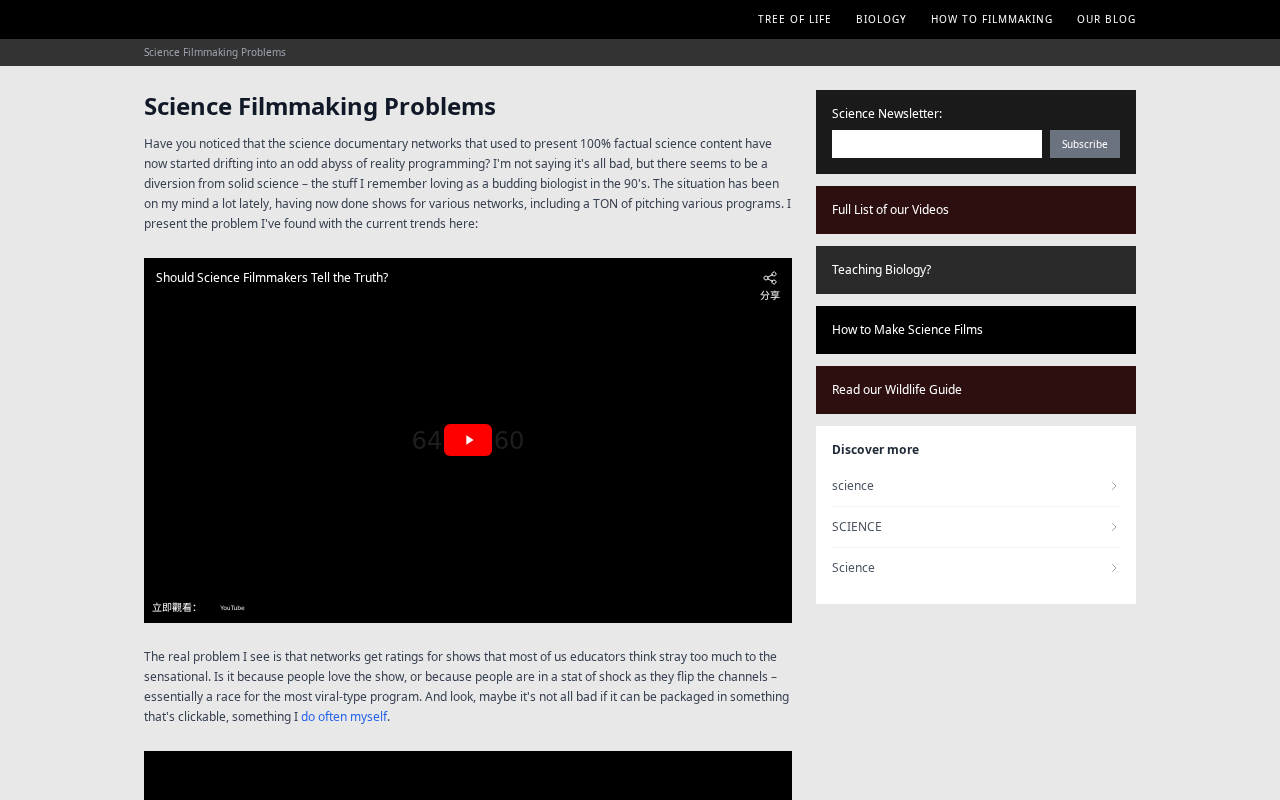 TREE OF LIFE BIOLOGY HOW TO FILMMAKING OUR BLOG
Science Filmmaking Problems
Science Filmmaking Problems
Have you noticed that the science documentary networks that used to present 100% factual science content have
now started drifting into an odd abyss of reality programming? I'm not saying it's all bad, but there seems to be a
diversion from solid science – the stuff I remember loving as a budding biologist in the 90's. The situation has been
on my mind a lot lately, having now done shows for various networks, including a TON of pitching various programs. I
present the problem I've found with the current trends here:
Should Science Filmmakers Tell the Truth?
分享
64
60
立即觀看：
YouTube
The real problem I see is that networks get ratings for shows that most of us educators think stray too much to the
sensational. Is it because people love the show, or because people are in a stat of shock as they flip the channels –
essentially a race for the most viral-type program. And look, maybe it's not all bad if it can be packaged in something
that's clickable, something I do often myself.
Science Newsletter:
Subscribe
Full List of our Videos
Teaching Biology?
How to Make Science Films
Read our Wildlife Guide
Discover more
science
SCIENCE
Science